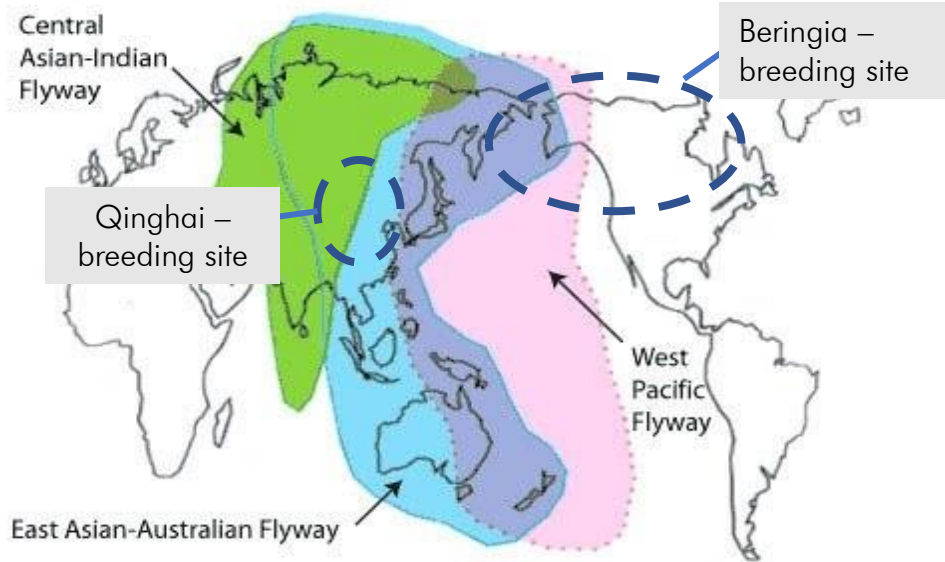 Central
Asian-Indian
Flyway
Beringia –
breeding site
Qinghai –
breeding site
West
Pacific
Flyway
East Asian-Australian Flyway